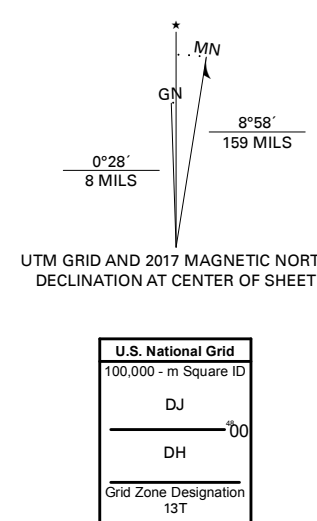 ★
MN
GN
8°58´
159 MILS
0°28´
8 MILS
UTM GRID AND 2017 MAGNETIC NORT
DECLINATION AT CENTER OF SHEET
U.S. National Grid
100,000 - m Square ID
DJ
4800
DH
Grid Zone Designation
13T